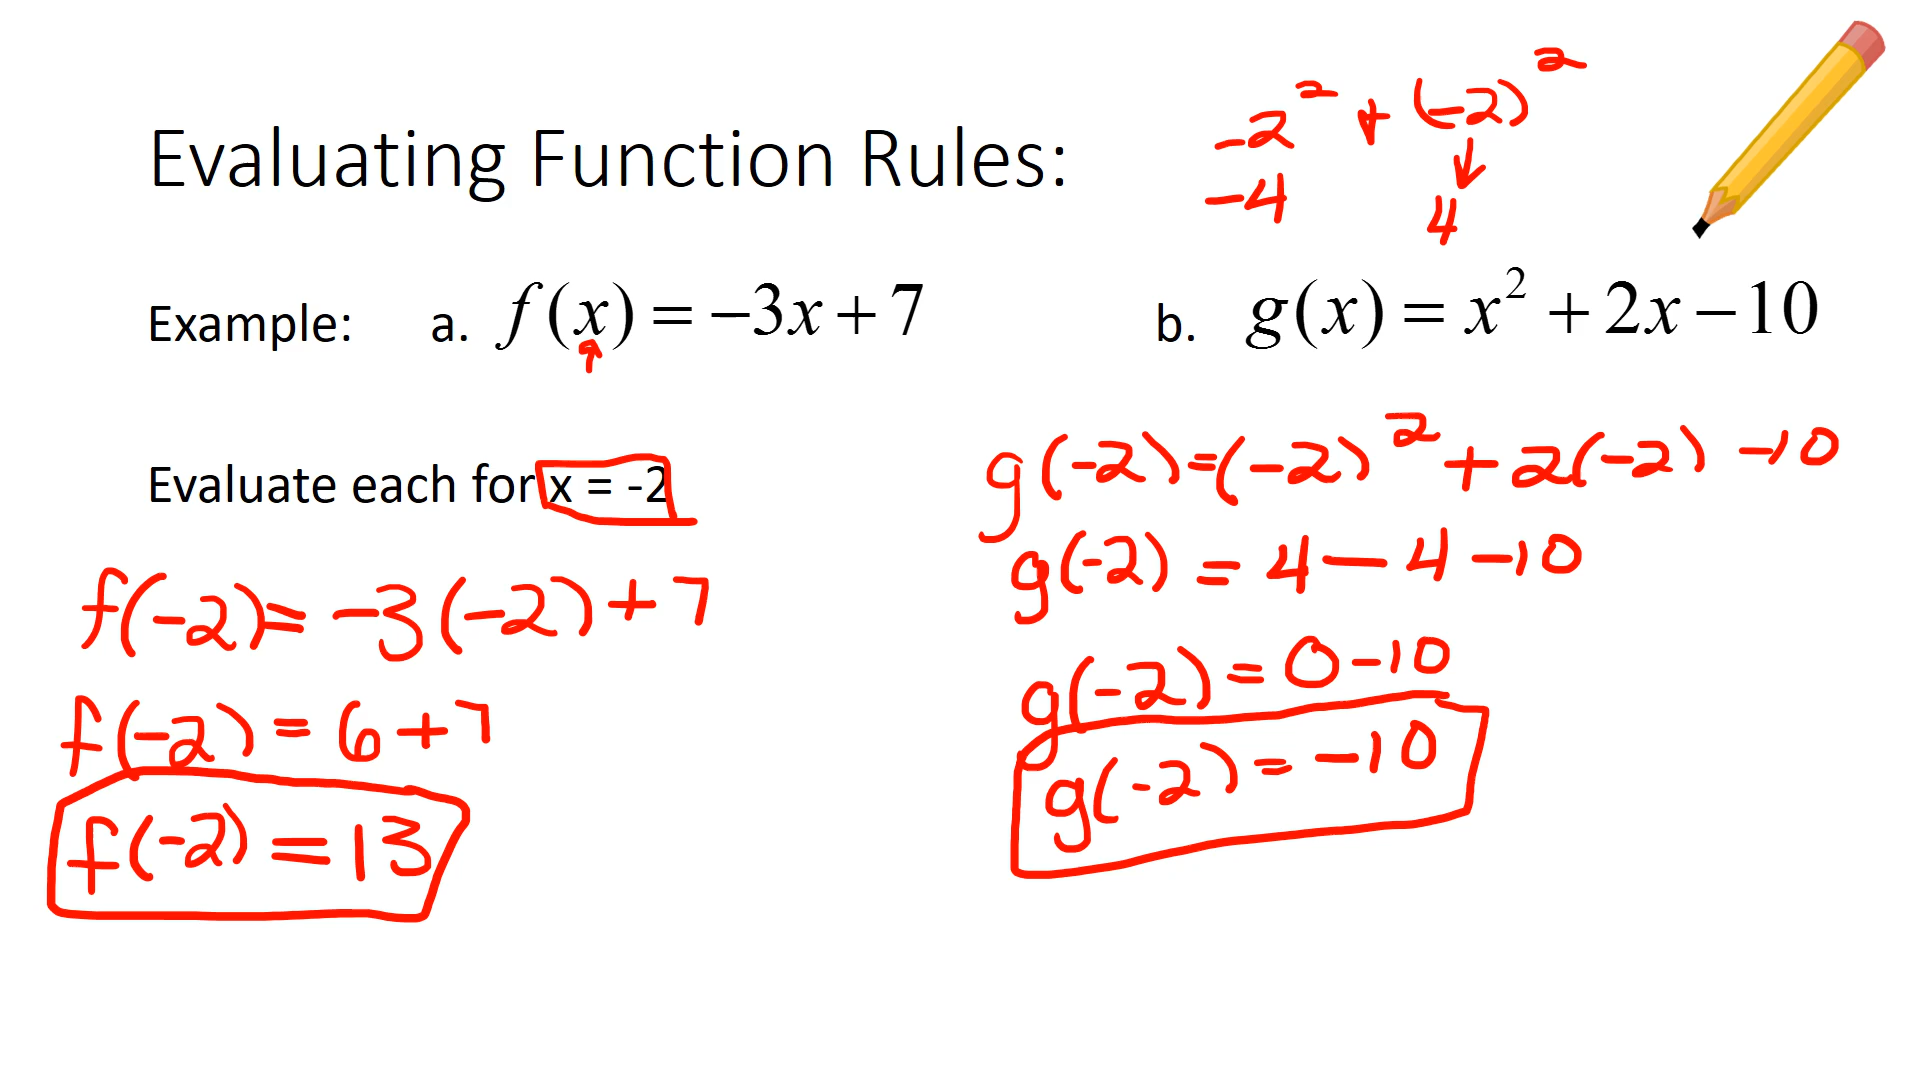 Evaluating Function Rules:
-2² + (-2)²
-4 4
Example: a. f(x) = −3x + 7
b. g(x) = x² + 2x − 10
Evaluate each for x = -2
f(-2) = -3(-2) + 7
f(-2) = 6 + 7
f(-2) = 13
g(-2) = (-2)² + 2(-2) - 10
g(-2) = 4 - 4 - 10
g(-2) = 0 - 10
g(-2) = -10